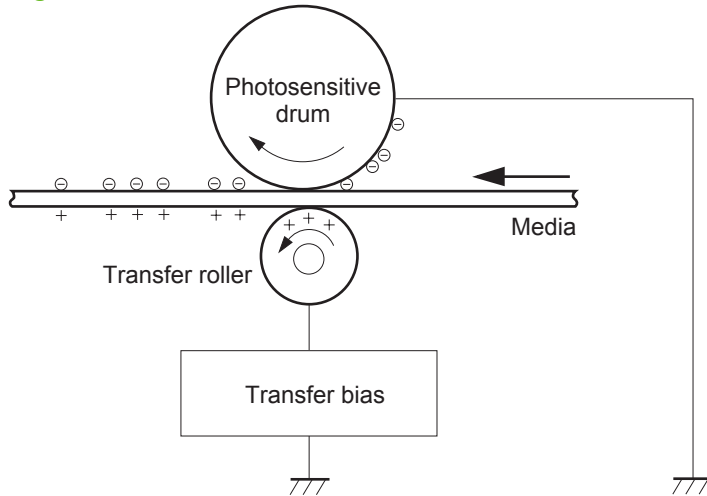 Photosensitive
drum
Media
Transfer roller
Transfer bias